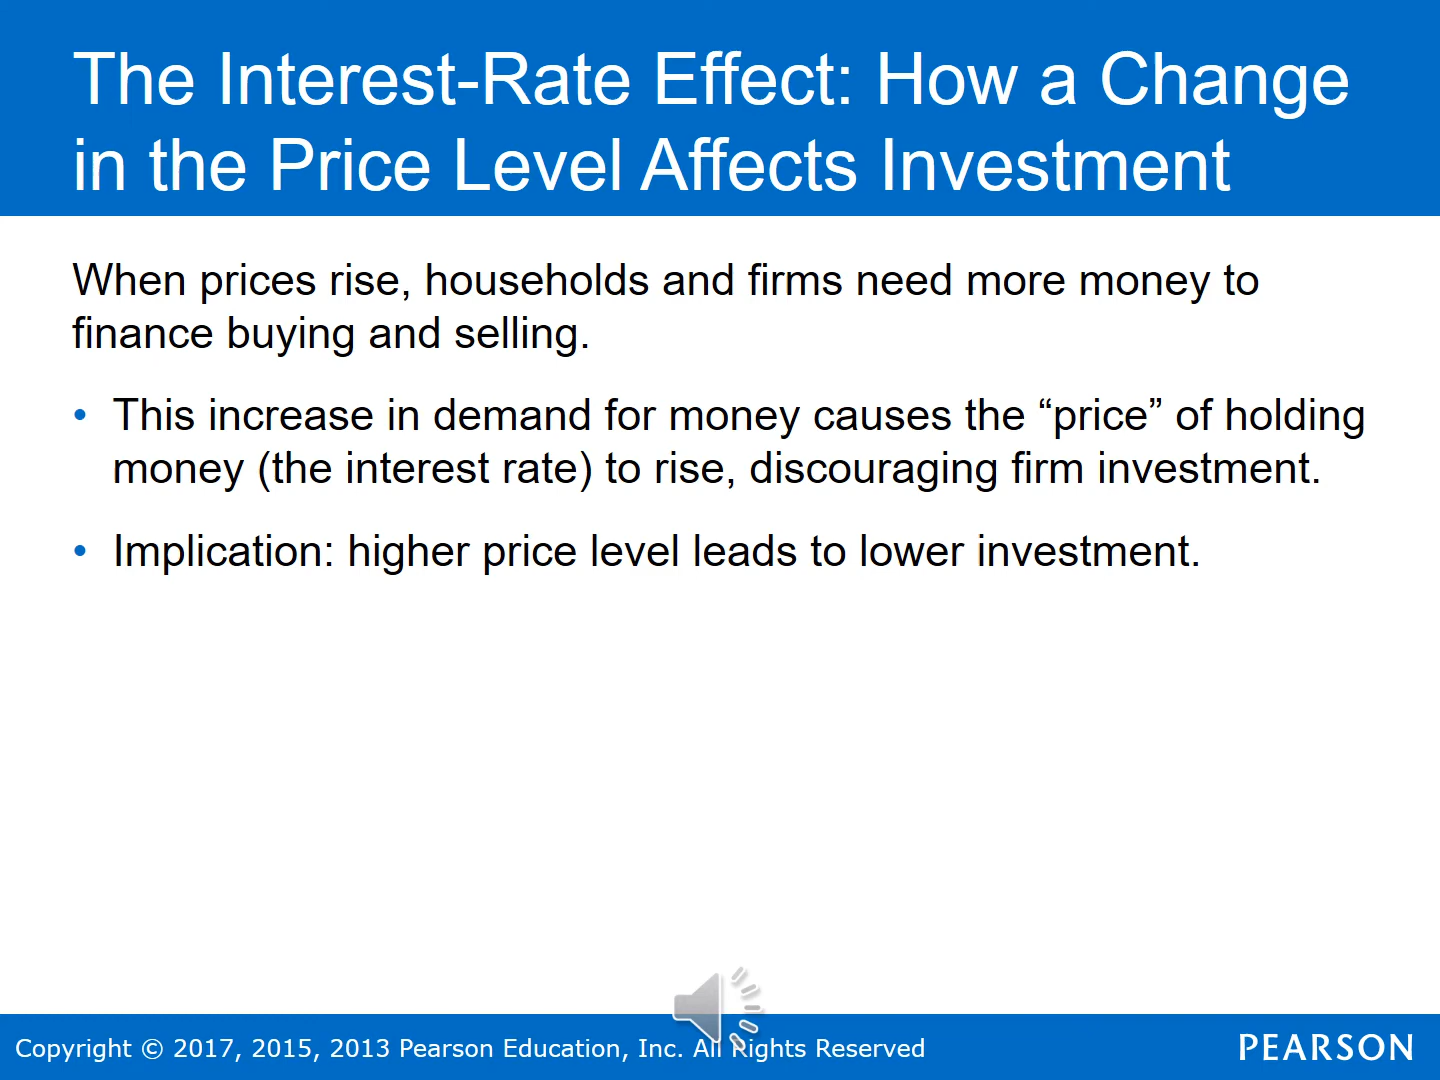 The Interest-Rate Effect: How a Change
in the Price Level Affects Investment
When prices rise, households and firms need more money to
finance buying and selling.
• This increase in demand for money causes the “price” of holding
money (the interest rate) to rise, discouraging firm investment.
• Implication: higher price level leads to lower investment.
Copyright © 2017, 2015, 2013 Pearson Education, Inc. All Rights Reserved
PEARSON